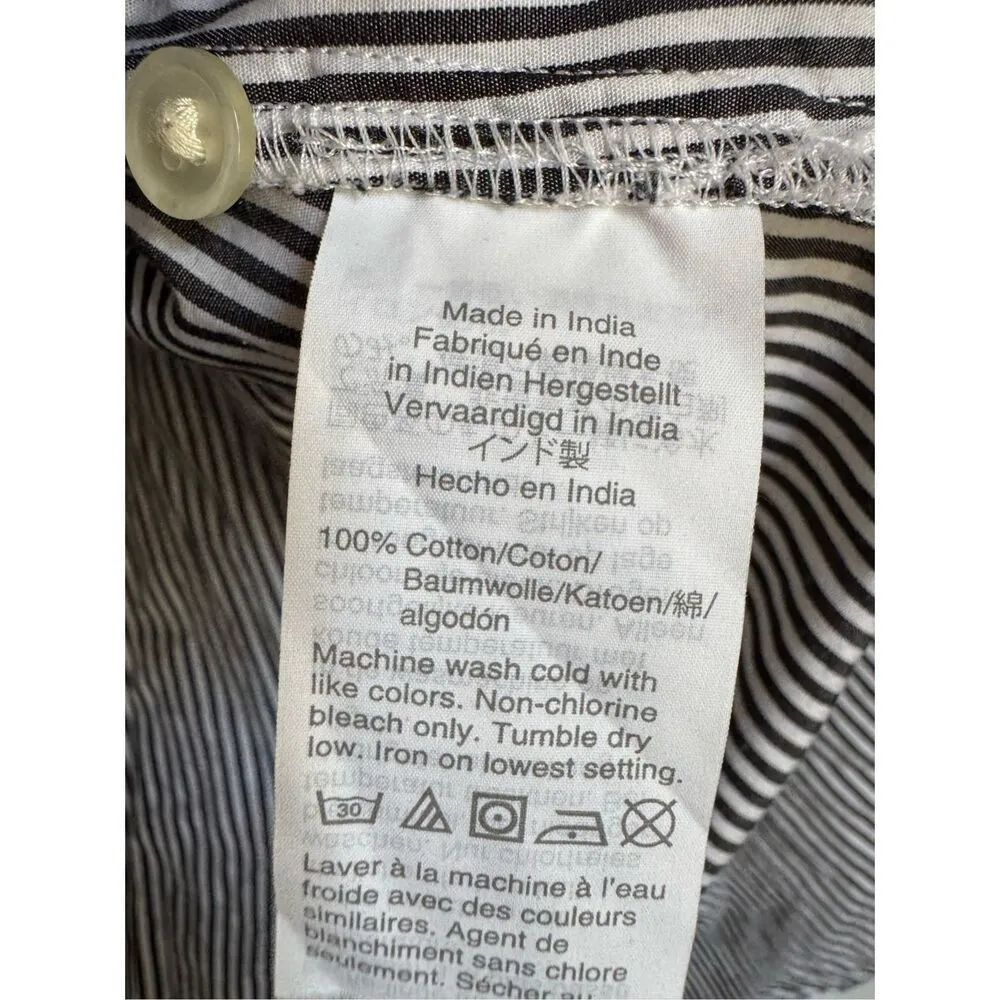 Made in India
Fabriqué en Inde
in Indien Hergestellt
Vervaardigd in India
インド製
Hecho en India
100% Cotton/Coton/
Baumwolle/Katoen/綿/
algodón
Machine wash cold with
like colors. Non-chlorine
bleach only. Tumble dry
low. Iron on lowest setting.
30
Laver à la machine à l'eau
froide avec des couleurs
similaires. Agent de
blanchiment sans chlore
seulement. Sécher au